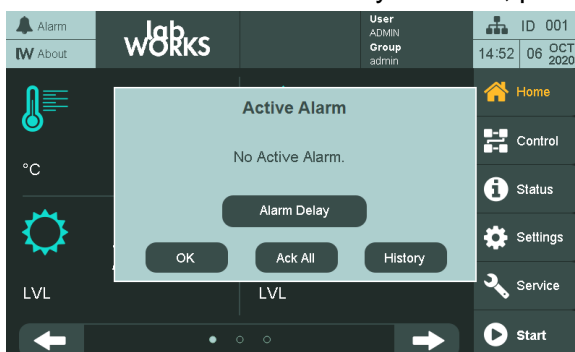 Alarm
IW About
lab
WORKS
User
ADMIN
Group
admin
ID 001
14:52 06 OCT 2020
Active Alarm
No Active Alarm.
Alarm Delay
OK Ack All History
°C
LVL LVL
Home
Control
Status
Settings
Service
Start